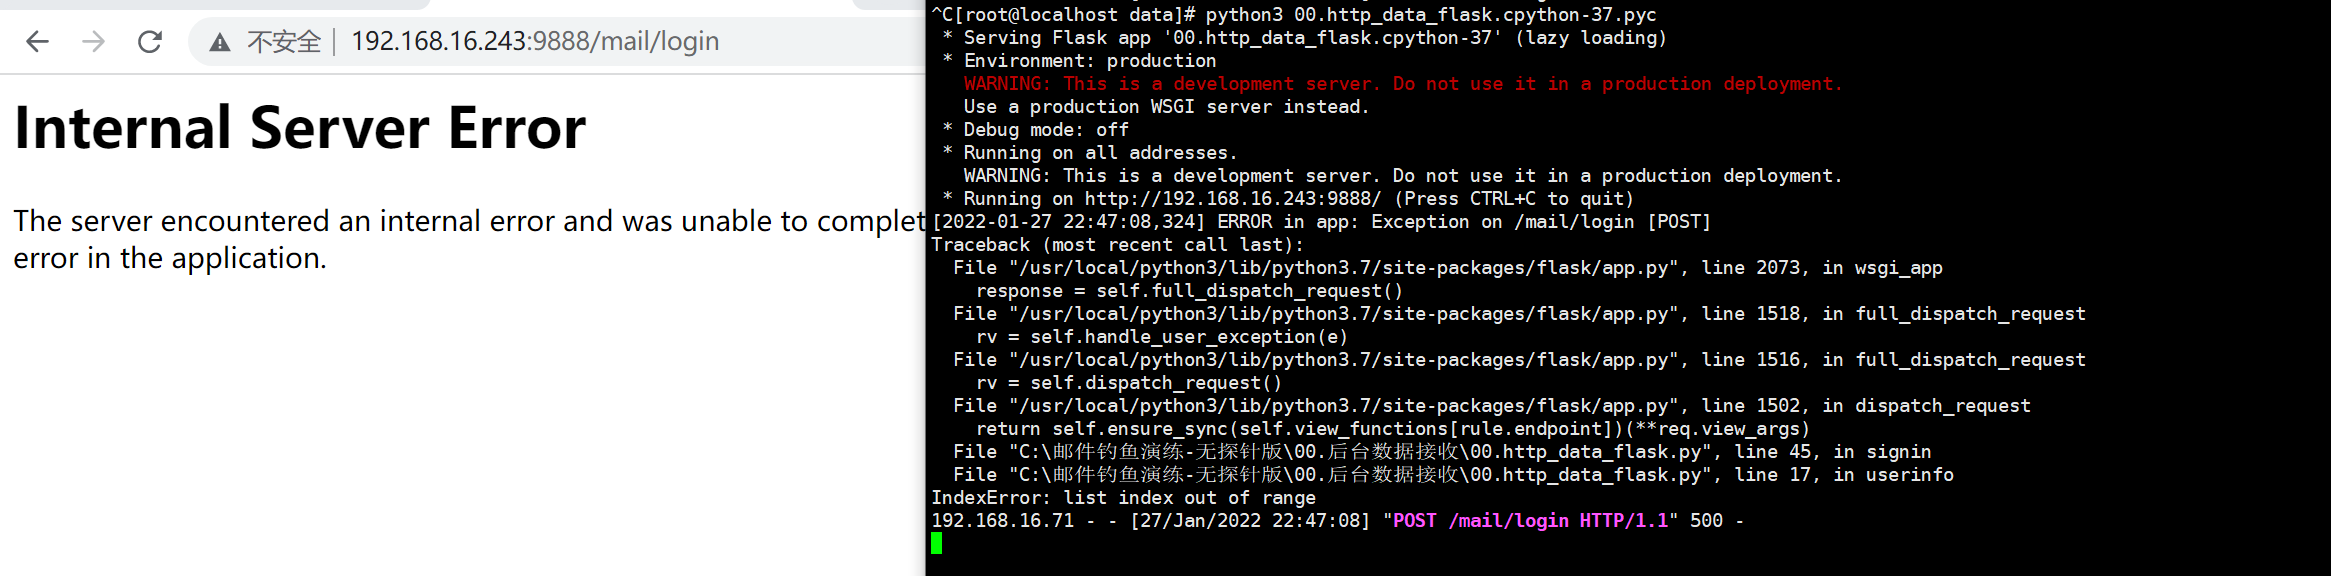 不安全 | 192.168.16.243:9888/mail/login
Internal Server Error
The server encountered an internal error and was unable to complet
error in the application.
^C[root@localhost data]# python3 00.http_data_flask.cpython-37.pyc
 * Serving Flask app '00.http_data_flask.cpython-37' (lazy loading)
 * Environment: production
   WARNING: This is a development server. Do not use it in a production deployment.
   Use a production WSGI server instead.
 * Debug mode: off
 * Running on all addresses.
   WARNING: This is a development server. Do not use it in a production deployment.
 * Running on http://192.168.16.243:9888/ (Press CTRL+C to quit)
[2022-01-27 22:47:08,324] ERROR in app: Exception on /mail/login [POST]
Traceback (most recent call last):
  File "/usr/local/python3/lib/python3.7/site-packages/flask/app.py", line 2073, in wsgi_app
    response = self.full_dispatch_request()
  File "/usr/local/python3/lib/python3.7/site-packages/flask/app.py", line 1518, in full_dispatch_request
    rv = self.handle_user_exception(e)
  File "/usr/local/python3/lib/python3.7/site-packages/flask/app.py", line 1516, in full_dispatch_request
    rv = self.dispatch_request()
  File "/usr/local/python3/lib/python3.7/site-packages/flask/app.py", line 1502, in dispatch_request
    return self.ensure_sync(self.view_functions[rule.endpoint])(**req.view_args)
  File "C:\邮件钓鱼演练-无探针版\00.后台数据接收\00.http_data_flask.py", line 45, in signin
  File "C:\邮件钓鱼演练-无探针版\00.后台数据接收\00.http_data_flask.py", line 17, in userinfo
IndexError: list index out of range
192.168.16.71 - - [27/Jan/2022 22:47:08] "POST /mail/login HTTP/1.1" 500 -